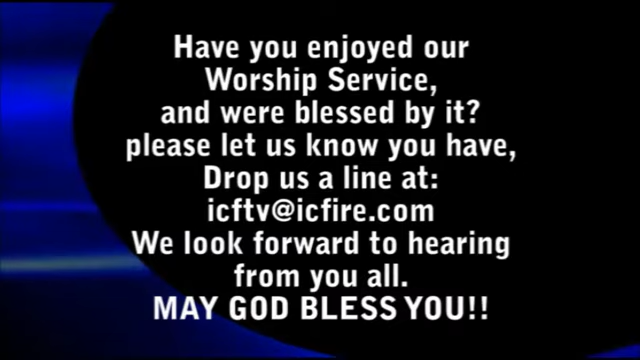 Have you enjoyed our
Worship Service,
and were blessed by it?
please let us know you have,
Drop us a line at:
icftv@icfire.com
We look forward to hearing
from you all.
MAY GOD BLESS YOU!!